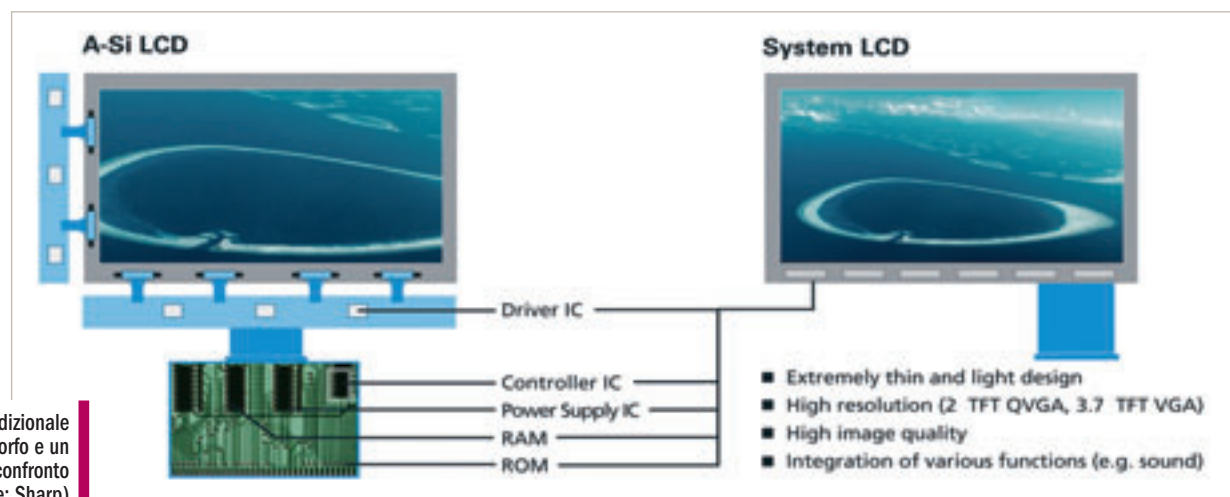 A-Si LCD
System LCD
Driver IC
Controller IC
Power Supply IC
RAM
ROM
■ Extremely thin and light design
■ High resolution (2 TFT QVGA, 3.7 TFT VGA)
■ High image quality
■ Integration of various functions (e.g. sound)
dizionale
orfo e un
confronto
e: Sharp)